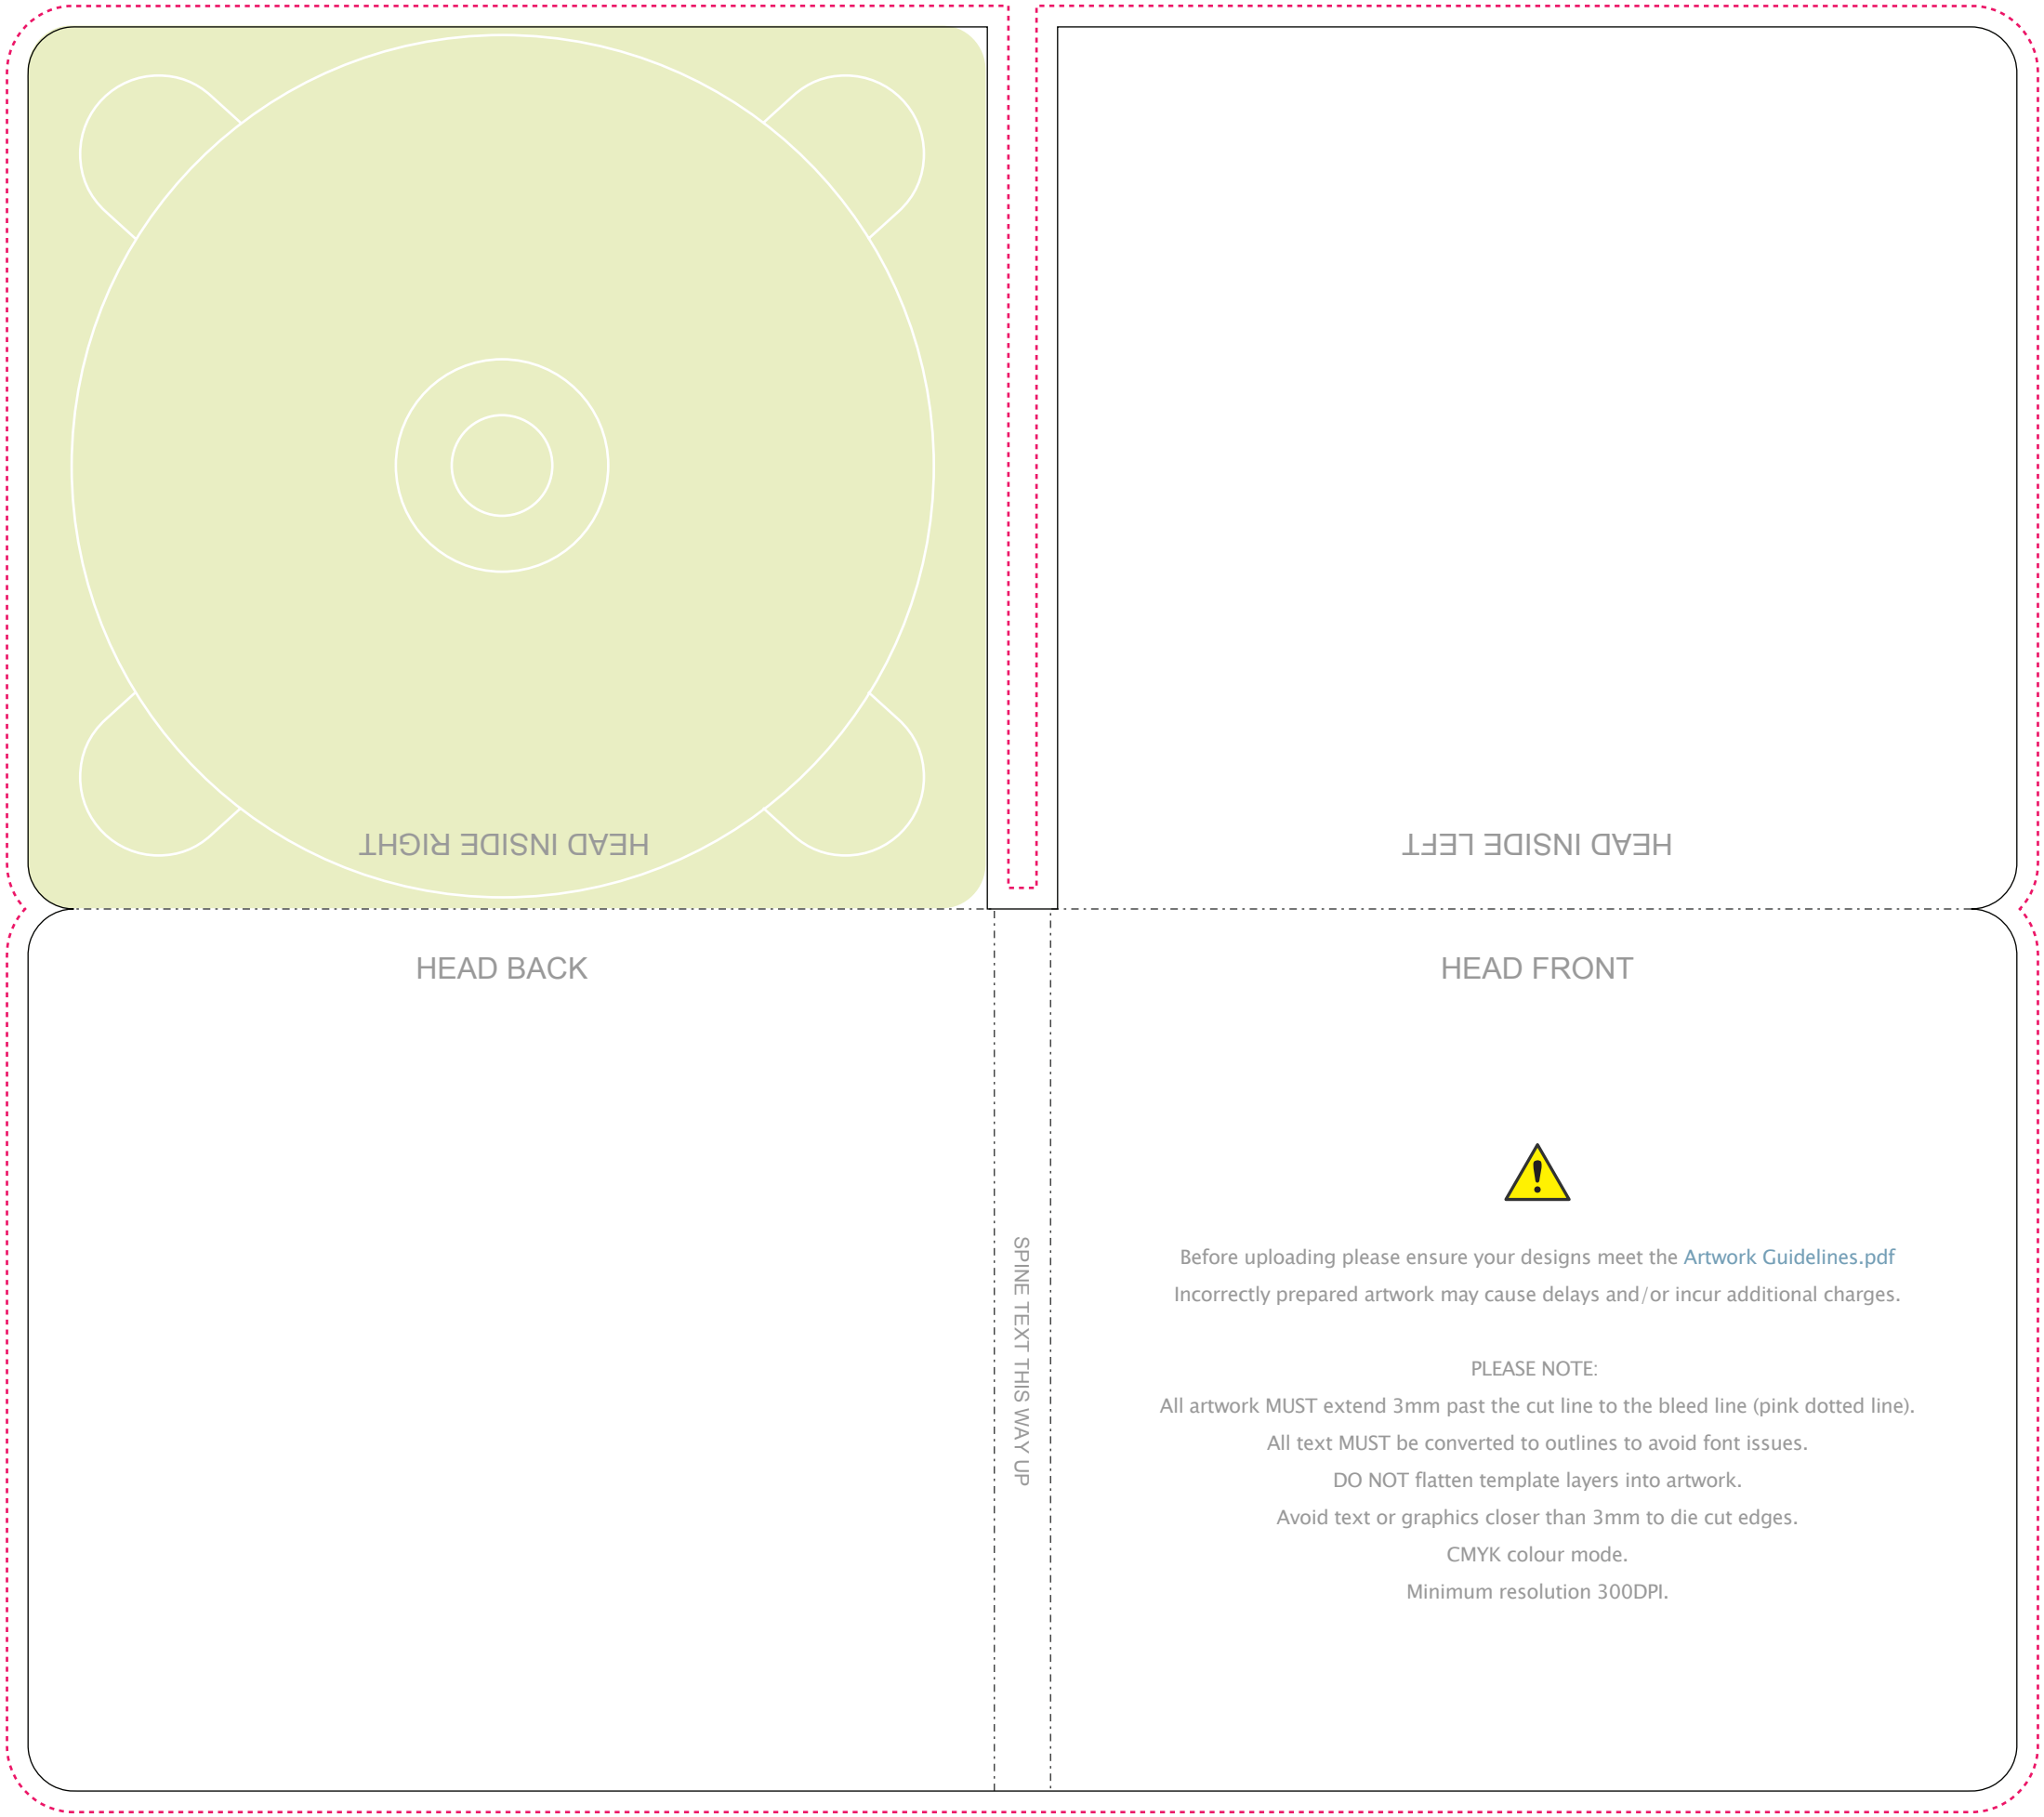 HEAD INSIDE RIGHT
HEAD INSIDE LEFT
HEAD BACK
HEAD FRONT
SPINE TEXT THIS WAY UP
Before uploading please ensure your designs meet the Artwork Guidelines.pdf
Incorrectly prepared artwork may cause delays and/or incur additional charges.
PLEASE NOTE:
All artwork MUST extend 3mm past the cut line to the bleed line (pink dotted line).
All text MUST be converted to outlines to avoid font issues.
DO NOT flatten template layers into artwork.
Avoid text or graphics closer than 3mm to die cut edges.
CMYK colour mode.
Minimum resolution 300DPI.